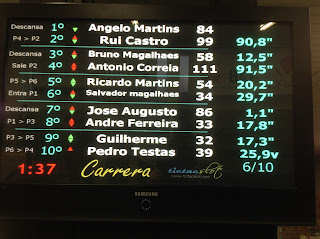 Descansa 1º Angelo Martins 84
P4 > P2 2º Rui Castro 99 90,8"
Descansa 3º Bruno Magalhaes 58 12,5"
Sale P2 4º Antonio Correia 111 91,5"
P5 > P6 5º Ricardo Martins 54 20,2"
Entra P1 6º Salvador magalhaes 34 29,7"
Descansa 7º Jose Augusto 86 1,1"
P1 > P3 8º Andre Ferreira 33 17,8"
P3 > P5 9º Guilherme 32 17,3"
P6 > P4 10º Pedro Testas 39 25,9v
1:37 Carrera tictacslot 6/10
SAMSUNG